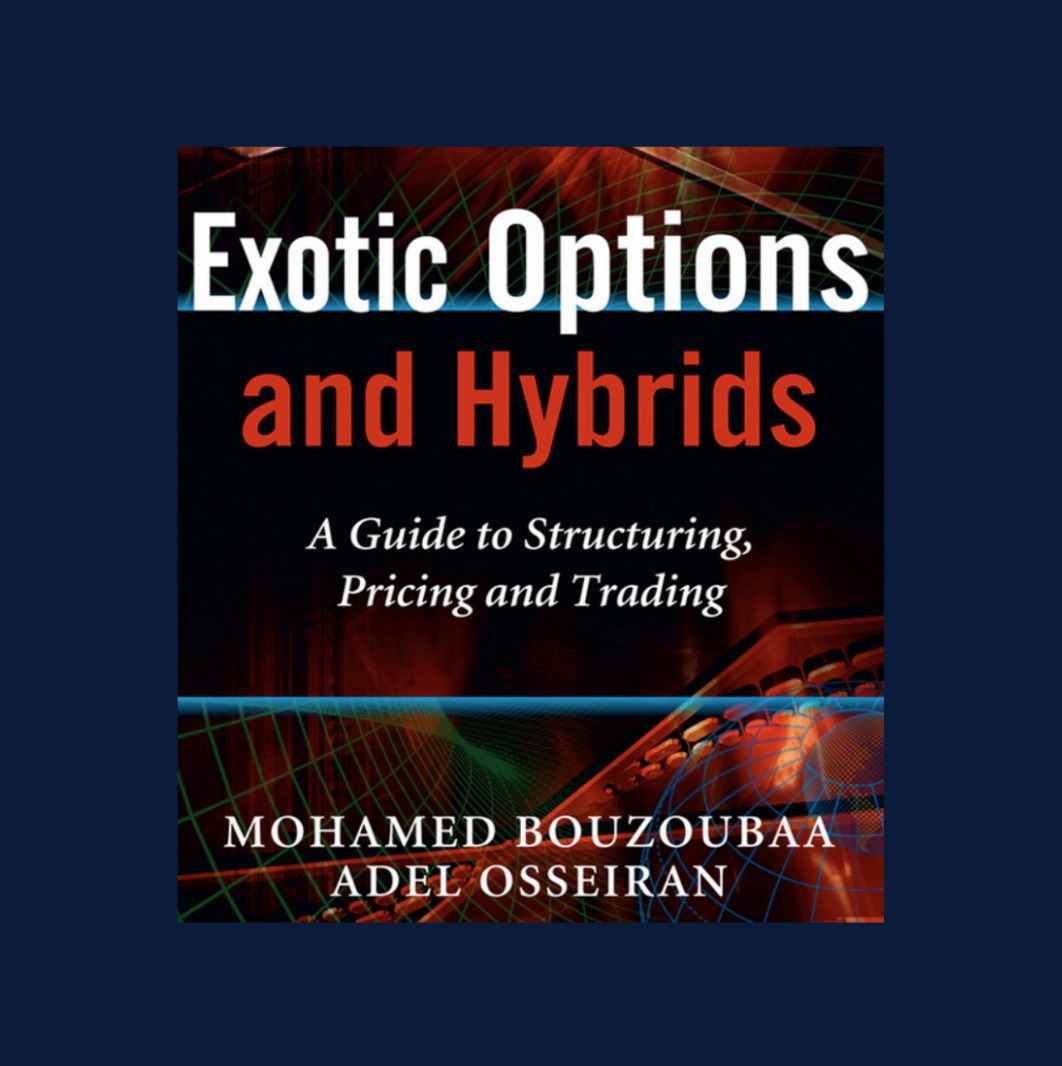 Exotic Options
and Hybrids
A Guide to Structuring,
Pricing and Trading
MOHAMED BOUZOUBAA
ADEL OSSEIRAN